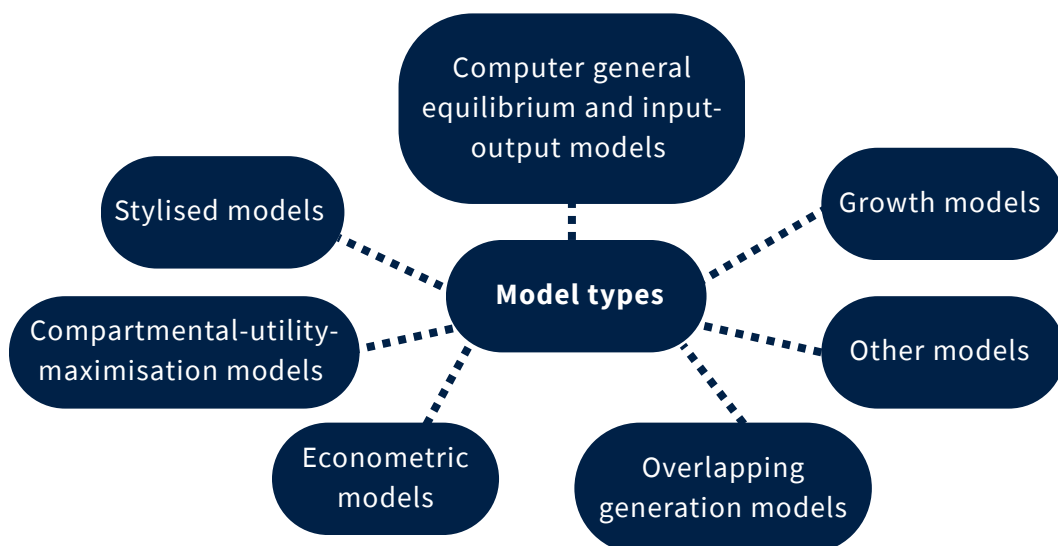 Computer general
equilibrium and input-
output models
Stylised models
Growth models
Model types
Compartmental-utility-
maximisation models
Other models
Econometric
models
Overlapping
generation models